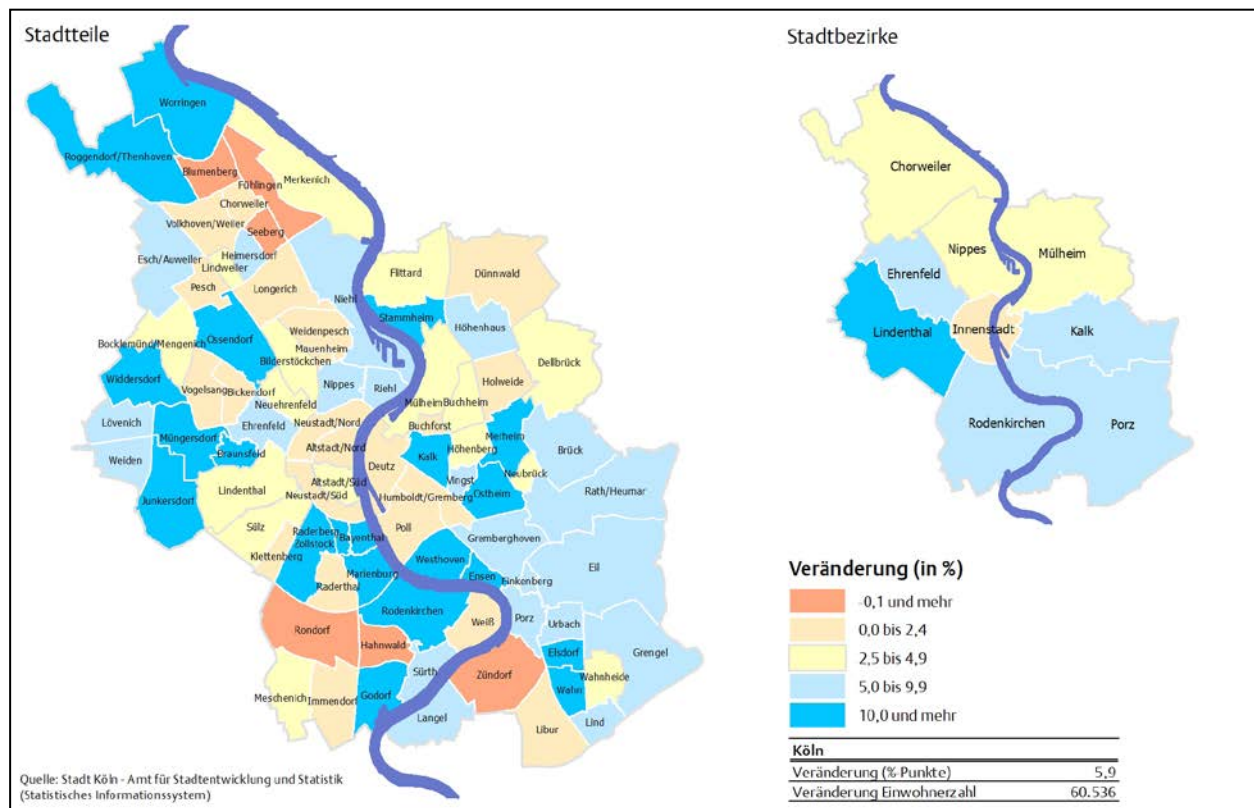 Stadtteile
Worringen
Roggendorf/Thenhoven
Blumenberg
Fühlingen
Merkenich
Chorweiler
Volkhoven/Weiler
Seeberg
Heimersdorf
Esch/Auweiler
Lindweiler
Pesch
Longerich
Niehl
Flittard
Dünnwald
Stammheim
Höhenhaus
Weidenpesch
Ossendorf
Mauenheim
Bocklemünd/Mengenich
Bilderstöckchen
Dellbrück
Widdersdorf
Vogelsang
Bickendorf
Nippes
Riehl
Holweide
Neuehrenfeld
Mülheim
Buchheim
Lövenich
Ehrenfeld
Neustadt/Nord
Buchforst
Müngersdorf
Altstadt/Nord
Merheim
Braunsfeld
Höhenberg
Brück
Weiden
Deutz
Kalk
Neubrück
Junkersdorf
Lindenthal
Altstadt/Süd
Vingst
Neustadt/Süd
Humboldt/Gremberg
Ostheim
Rath/Heumar
Sülz
Poll
Raderberg
Zollstock
Bayenthal
Gremberghoven
Klettenberg
Westhoven
Eil
Marienburg
Raderthal
Ensen
Finkenberg
Rodenkirchen
Rondorf
Weiß
Porz
Urbach
Hahnwald
Elsdorf
Grengel
Sürth
Zündorf
Wahnheide
Meschenich
Immendorf
Godorf
Wahn
Langel
Libur
Lind
Quelle: Stadt Köln - Amt für Stadtentwicklung und Statistik
(Statistisches Informationssystem)
Stadtbezirke
Chorweiler
Nippes
Mülheim
Ehrenfeld
Lindenthal
Innenstadt
Kalk
Rodenkirchen
Porz
Veränderung (in %)
-0,1 und mehr
0,0 bis 2,4
2,5 bis 4,9
5,0 bis 9,9
10,0 und mehr
Köln
Veränderung (%-Punkte) 5,9
Veränderung Einwohnerzahl 60.536